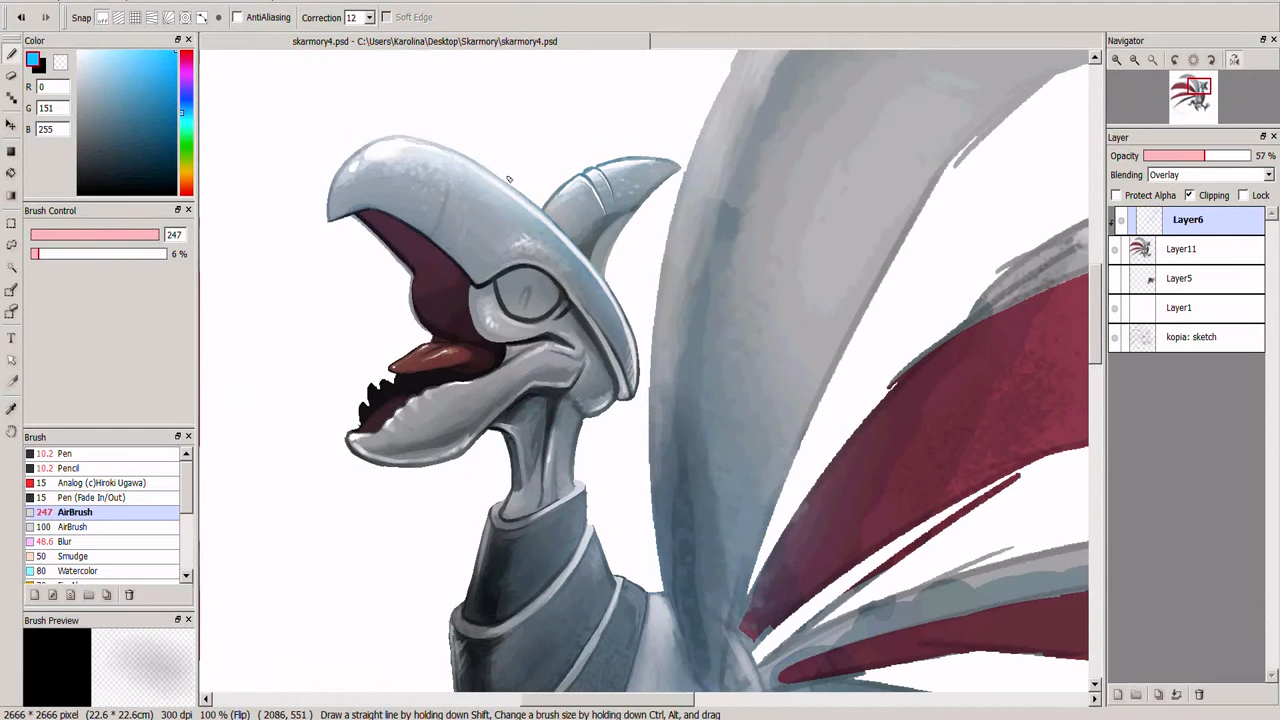 Snap OFF AntiAliasing Correction 12 Soft Edge
Color
skarmory4.psd - C:\Users\Karolina\Desktop\Skarmory\skarmory4.psd
Navigator
R 0
G 151
B 255
Layer
Opacity 57 %
Blending Overlay
Protect Alpha Clipping Lock
Brush Control
247
6 %
Layer6
Layer11
Layer5
Layer1
kopia: sketch
Brush
10.2 Pen
10.2 Pencil
15 Analog (c)Hiroki Ugawa)
15 Pen (Fade In/Out)
247 AirBrush
100 AirBrush
48.6 Blur
50 Smudge
80 Watercolor
Brush Preview
2666 * 2666 pixel (22.6 * 22.6cm) 300 dpi 100 % (Flip) ( 2086, 551 ) Draw a straight line by holding down Shift, Change a brush size by holding down Ctrl, Alt, and drag